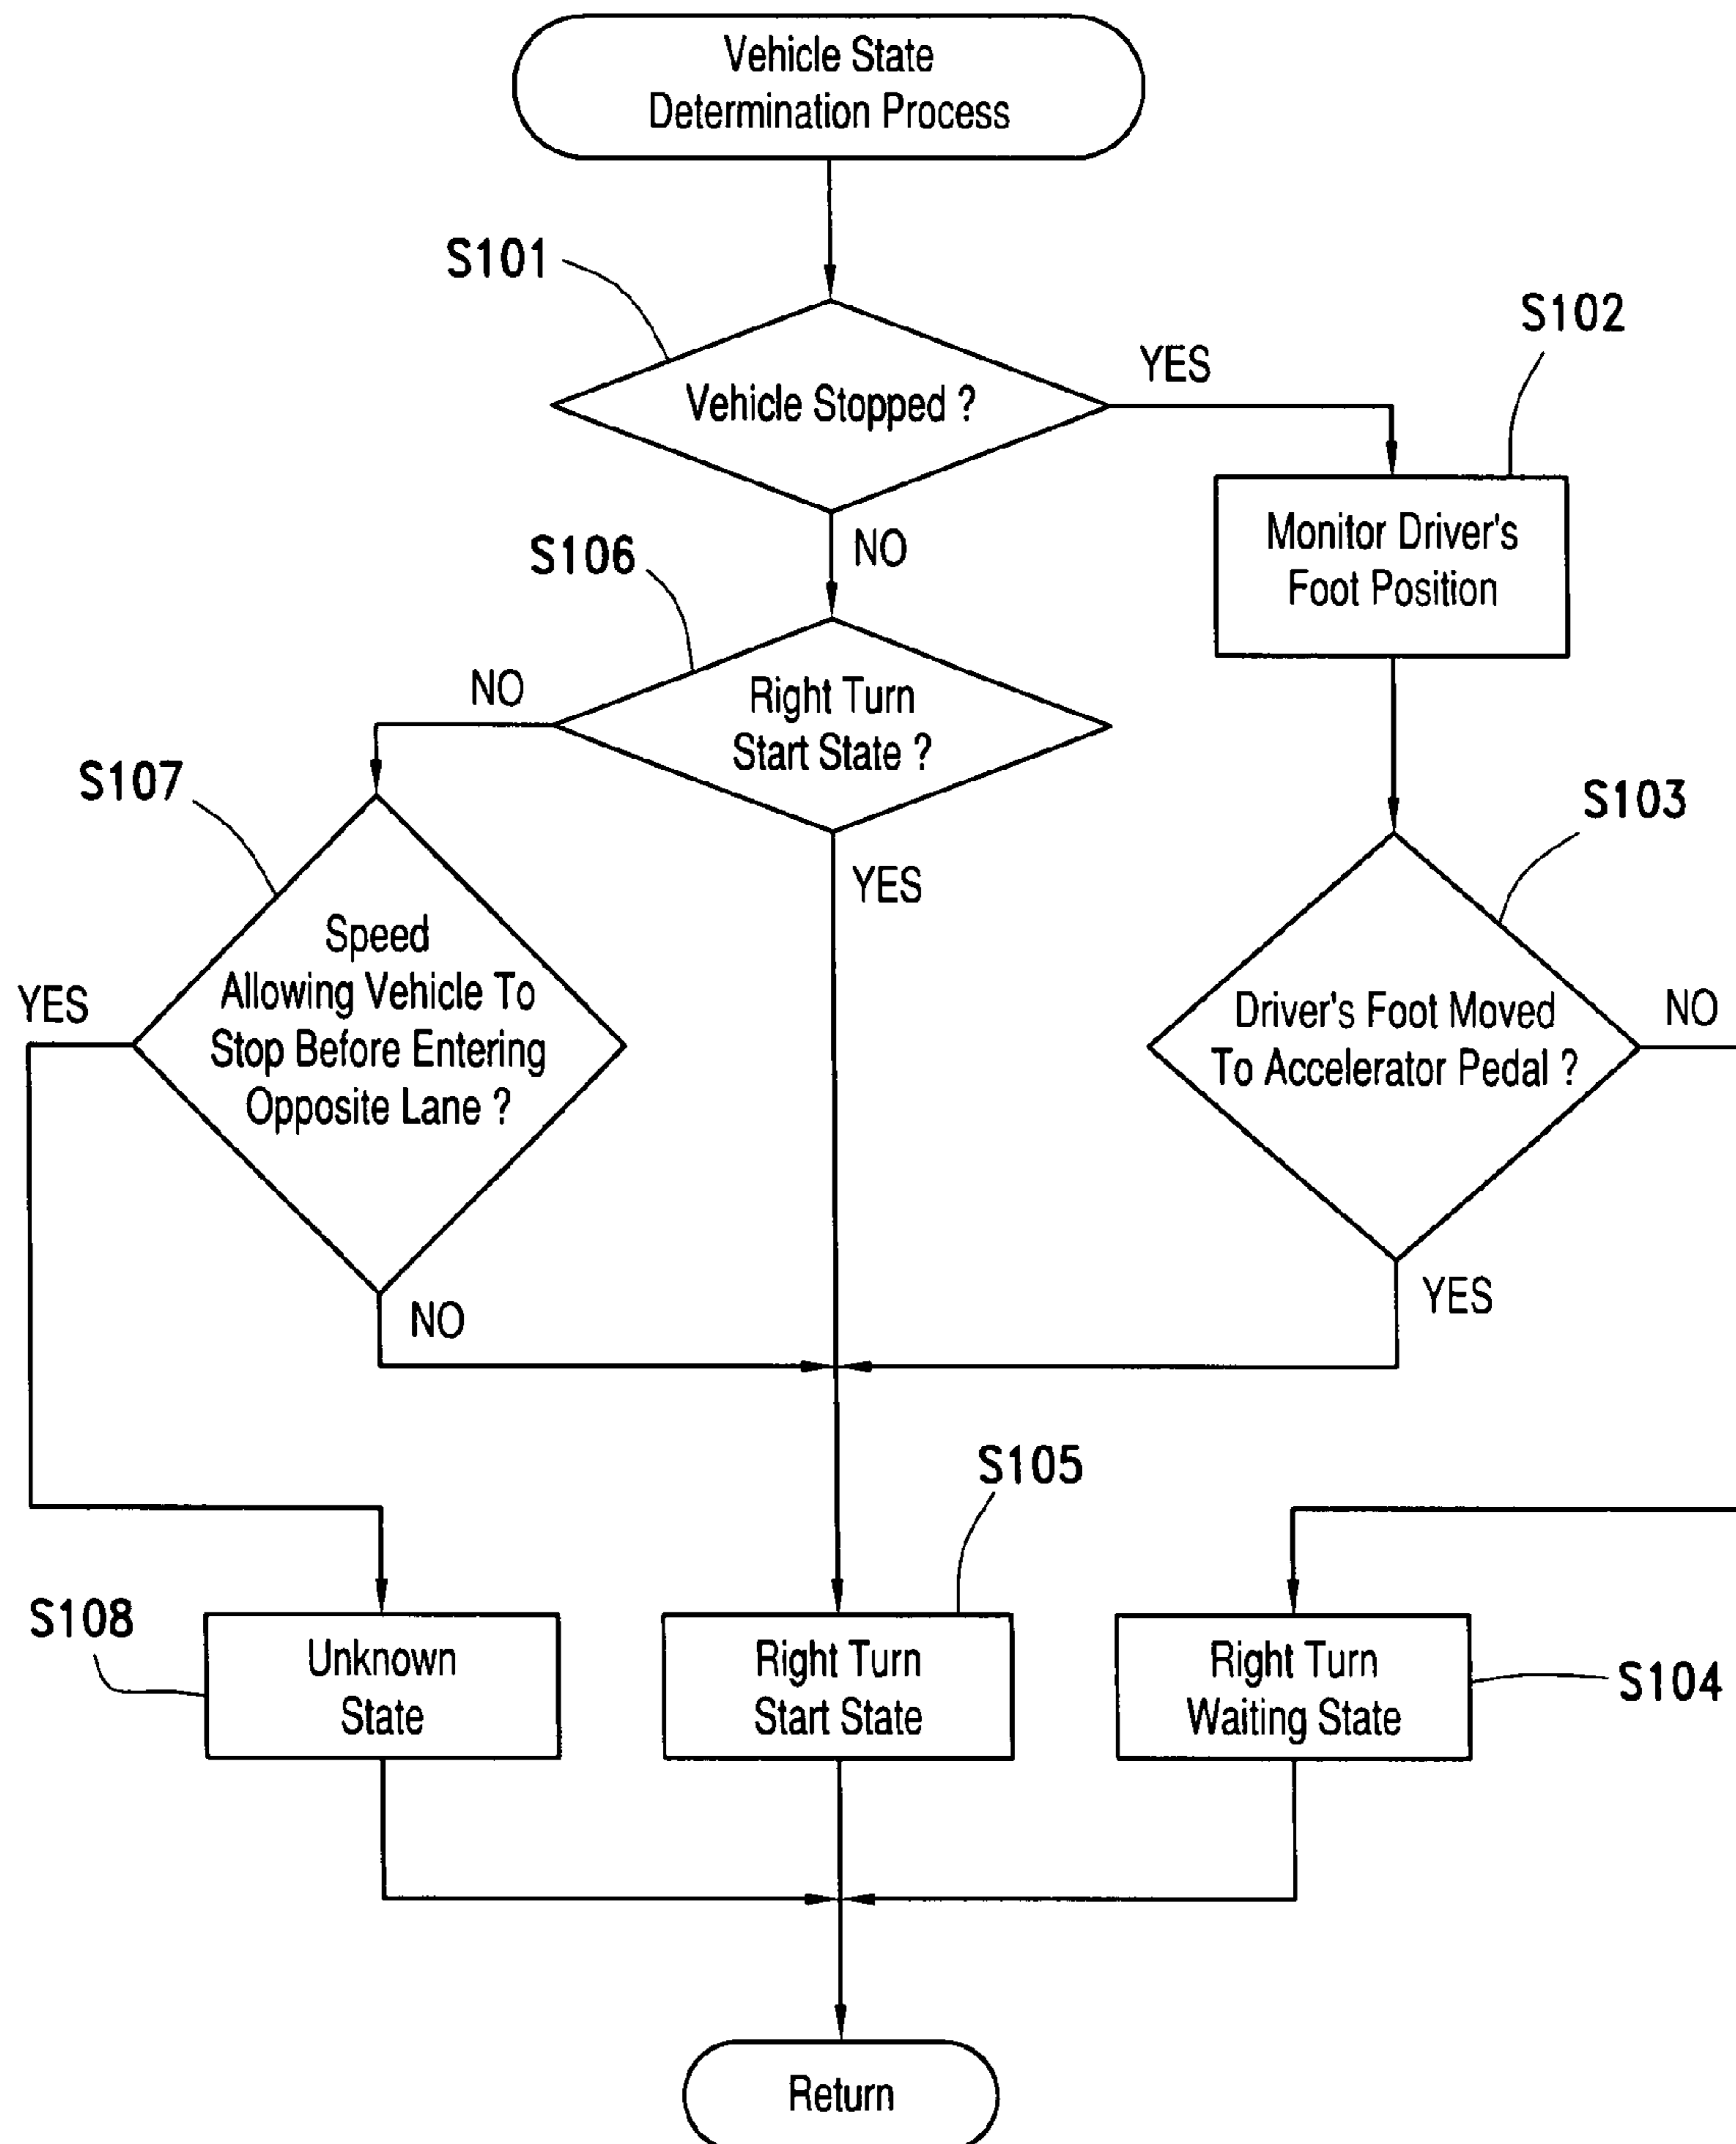 Vehicle State
Determination Process
S101
S102
YES
Vehicle Stopped ?
NO
Monitor Driver's
Foot Position
S106
NO
Right Turn
Start State ?
S107
S103
YES
Speed
Allowing Vehicle To
Stop Before Entering
Opposite Lane ?
YES
Driver's Foot Moved
To Accelerator Pedal ?
NO
YES
NO
S105
S108
Unknown
State
Right Turn
Start State
Right Turn
Waiting State
S104
Return